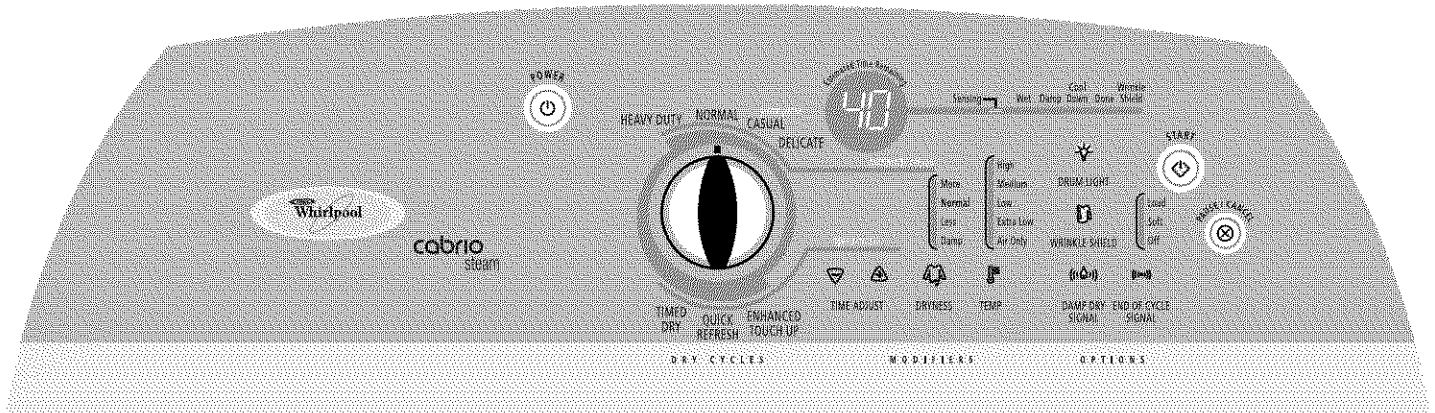 POWER
Estimated Time Remaining
40
Sensing
Wet Damp Cool Down Done Wrinkle Shield
HEAVY DUTY
NORMAL
CASUAL
DELICATE
START
PAUSE / CANCEL
Whirlpool
cabrio
steam
More
Normal
Less
Damp
High
Medium
Low
Extra Low
Air Only
DRUM LIGHT
WRINKLE SHIELD
Loud
Soft
Off
TIMED DRY
QUICK REFRESH
ENHANCED TOUCH UP
TIME ADJUST
DRYNESS
TEMP
DAMP DRY SIGNAL
END OF CYCLE SIGNAL
DRY CYCLES
MODIFIERS
OPTIONS